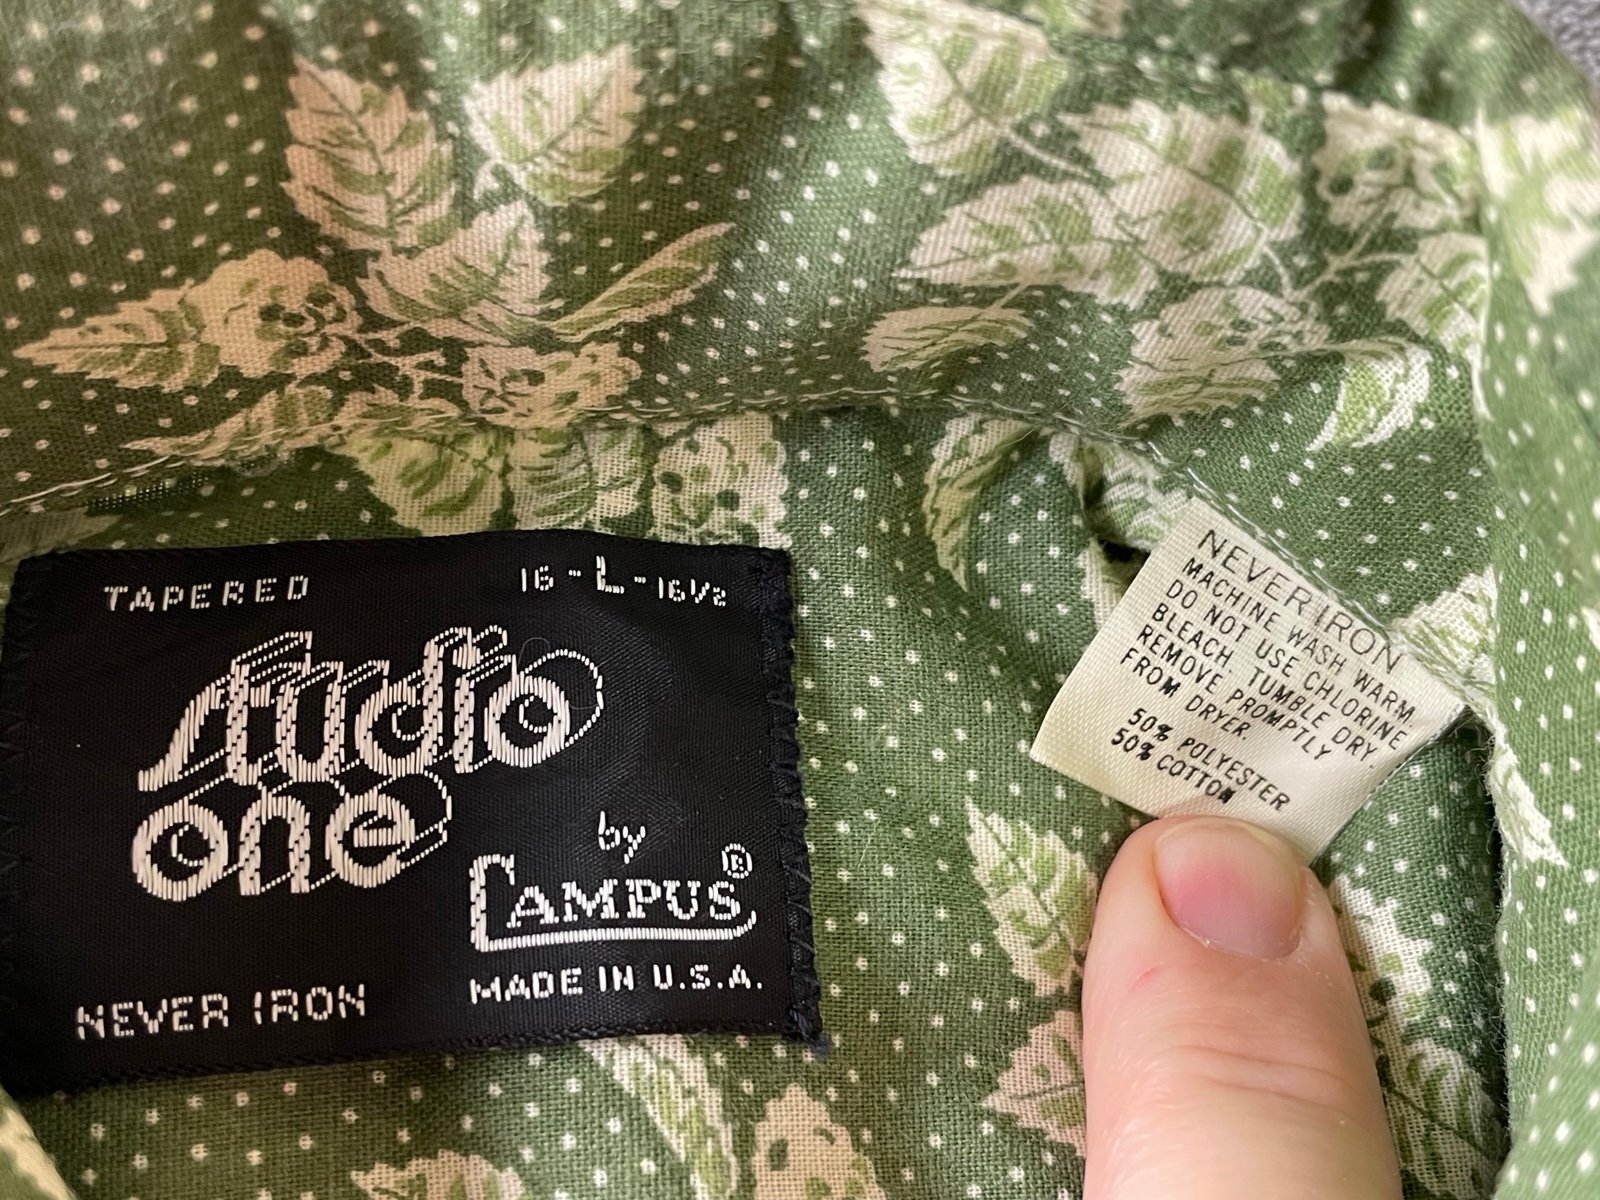 TAPERED 16-L-16½
Audio
one
by
CAMPUS®
MADE IN U.S.A.
NEVER IRON
NEVER IRON
MACHINE WASH WARM.
DO NOT USE CHLORINE
BLEACH. TUMBLE DRY.
REMOVE PROMPTLY
FROM DRYER.
50% POLYESTER
50% COTTON